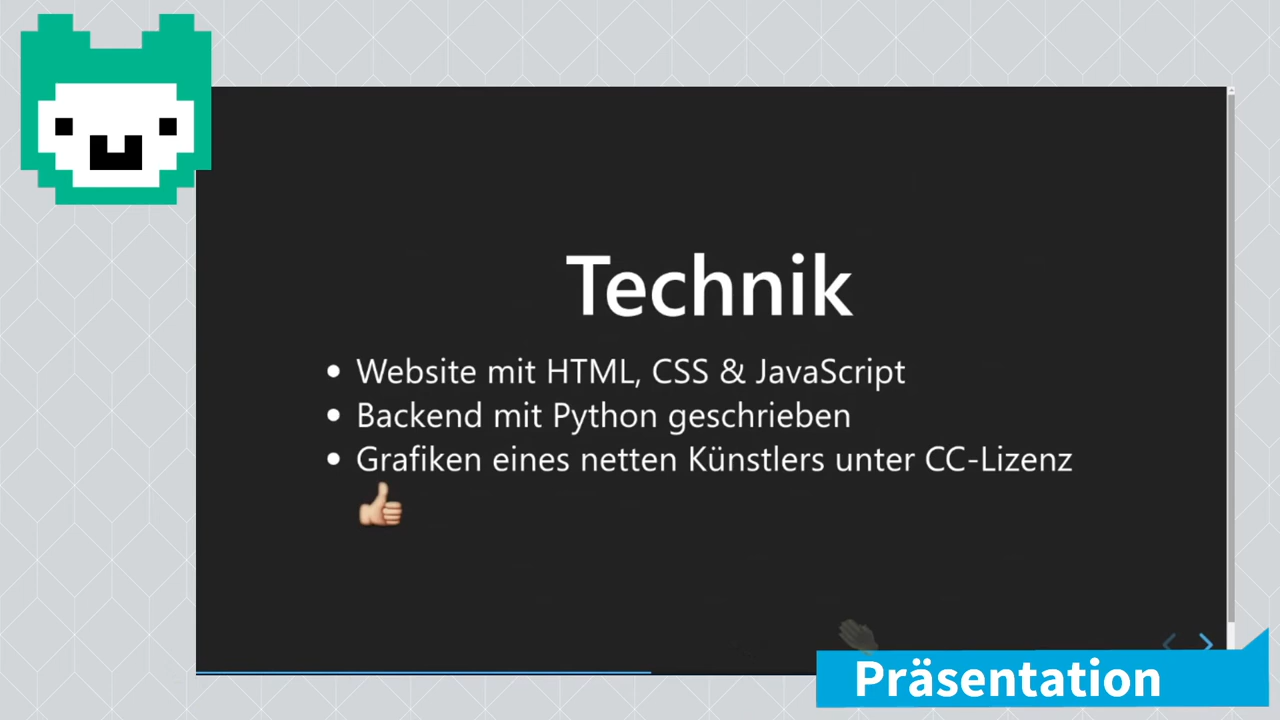 Technik
Website mit HTML, CSS & JavaScript
Backend mit Python geschrieben
Grafiken eines netten Künstlers unter CC-Lizenz
👍
Präsentation